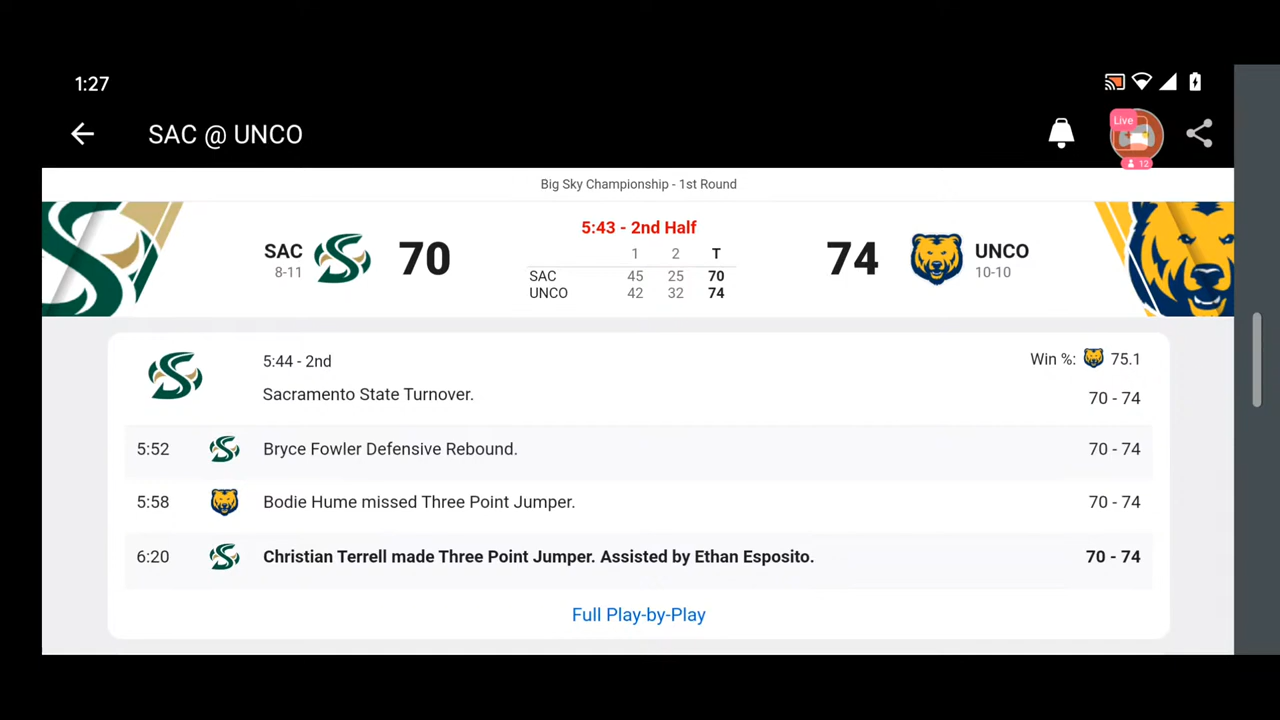 1:27
SAC @ UNCO
Live
12
Big Sky Championship - 1st Round
SAC
8-11
70
5:43 - 2nd Half
1 2 T
SAC 45 25 70
UNCO 42 32 74
74
UNCO
10-10
5:44 - 2nd
Win %: 75.1
Sacramento State Turnover.
70 - 74
5:52 Bryce Fowler Defensive Rebound. 70 - 74
5:58 Bodie Hume missed Three Point Jumper. 70 - 74
6:20 Christian Terrell made Three Point Jumper. Assisted by Ethan Esposito. 70 - 74
Full Play-by-Play